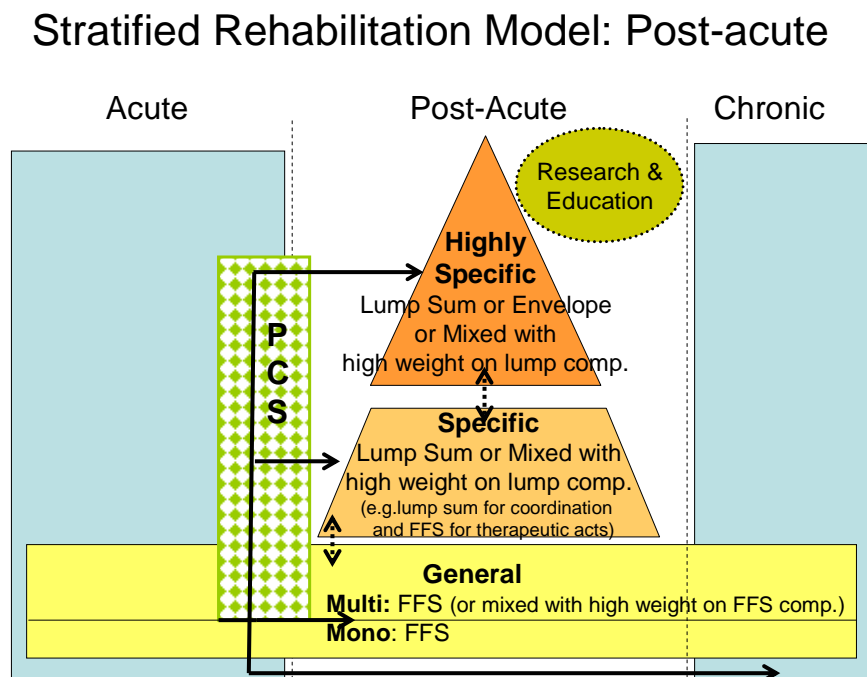 Stratified Rehabilitation Model: Post-acute
Acute
Post-Acute
Chronic
Research &
Education
Highly
Specific
Lump Sum or Envelope
or Mixed with
high weight on lump comp.
P
C
S
Specific
Lump Sum or Mixed with
high weight on lump comp.
(e.g.lump sum for coordination
and FFS for therapeutic acts)
General
Multi: FFS (or mixed with high weight on FFS comp.)
Mono: FFS